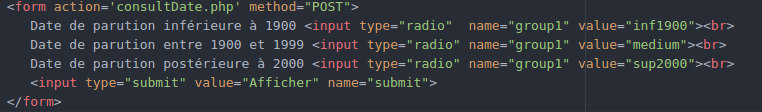 <form action='consultDate.php' method="POST">
Date de parution inférieure à 1900 <input type="radio"  name="group1" value="inf1900"><br>
Date de parution entre 1900 et 1999 <input type="radio" name="group1" value="medium"><br>
Date de parution postérieure à 2000 <input type="radio" name="group1" value="sup2000"><br>
<input type="submit" value="Afficher" name="submit">
</form>